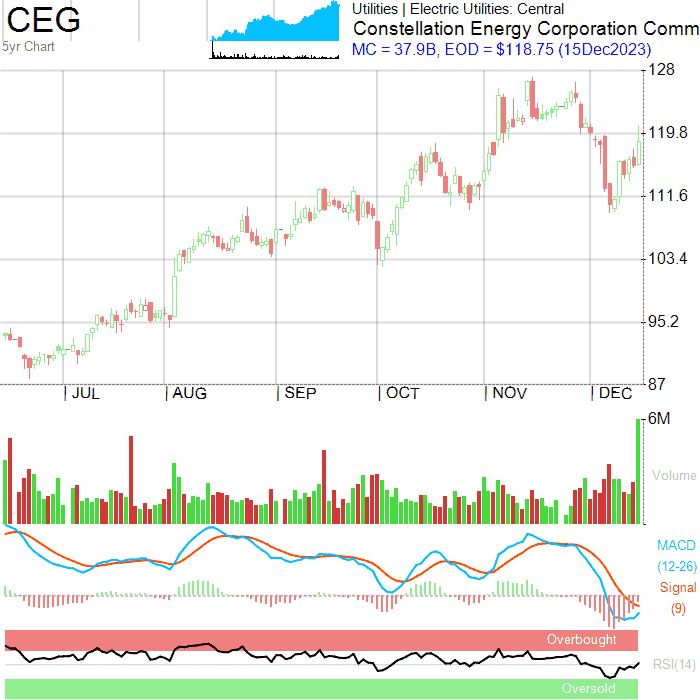 CEG
5yr Chart
Utilities | Electric Utilities: Central
Constellation Energy Corporation Comm
MC = 37.9B, EOD = $118.75 (15Dec2023)
128
119.8
111.6
103.4
95.2
87
| JUL | AUG | SEP | OCT | NOV | DEC
6M
Volume
MACD
(12-26)
Signal
(9)
Overbought
RSI(14)
Oversold